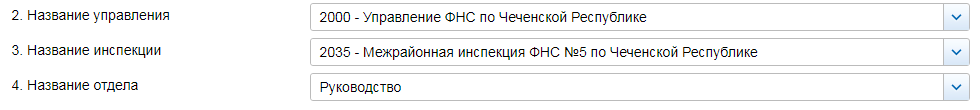 2. Название управления 2000 - Управление ФНС по Чеченской Республике
3. Название инспекции 2035 - Межрайонная инспекция ФНС №5 по Чеченской Республике
4. Название отдела Руководство